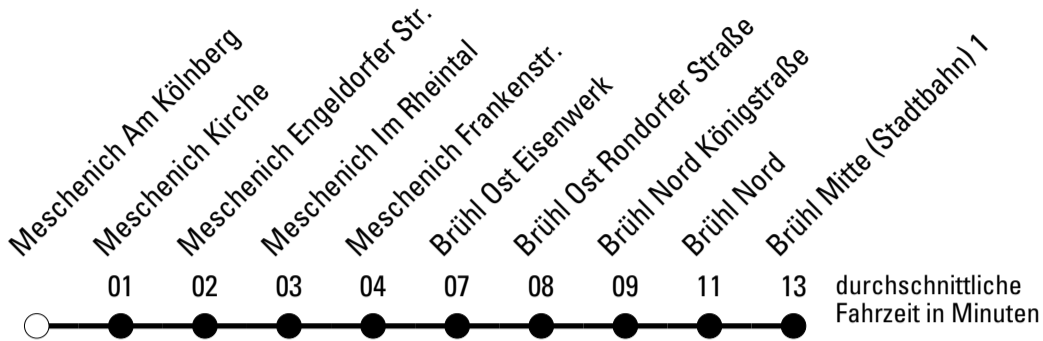 Meschenich Am Kölnberg
Meschenich Kirche
Meschenich Engeldorfer Str.
Meschenich Im Rheintal
Meschenich Frankenstr.
Brühl Ost Eisenwerk
Brühl Ost Rondorfer Straße
Brühl Nord Königstraße
Brühl Nord
Brühl Mitte (Stadtbahn) 1
01 02 03 04 07 08 09 11 13
durchschnittliche
Fahrzeit in Minuten